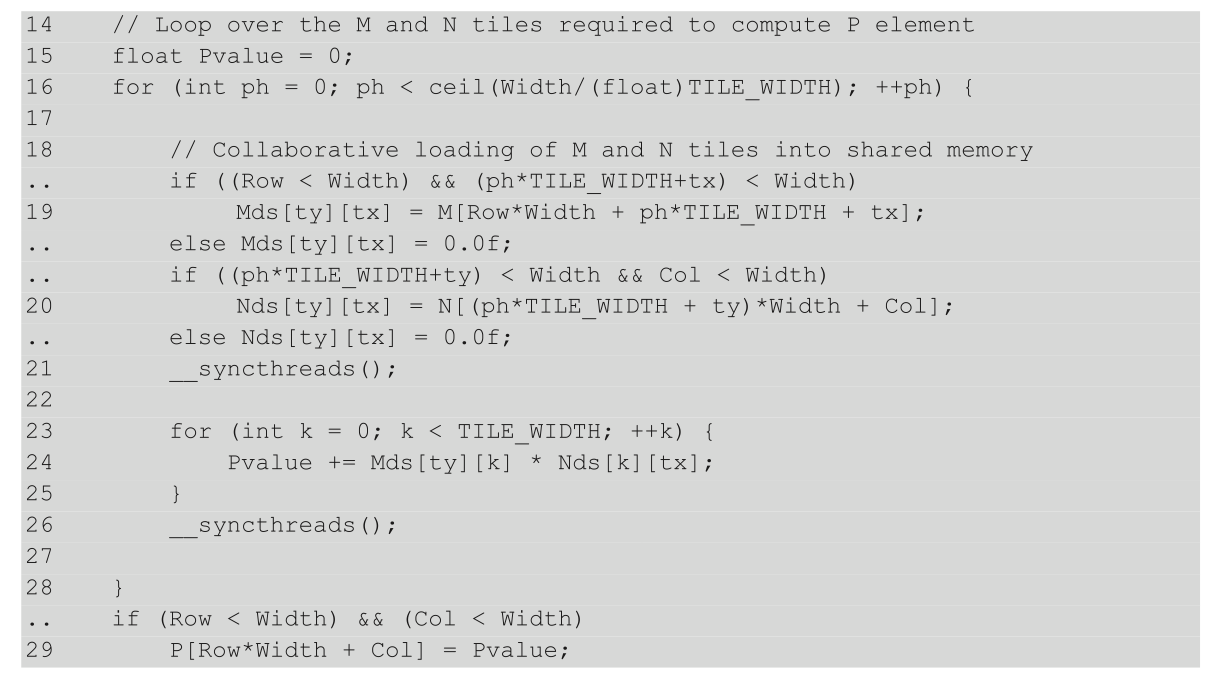 14 // Loop over the M and N tiles required to compute P element
15 float Pvalue = 0;
16 for (int ph = 0; ph < ceil(Width/(float)TILE_WIDTH); ++ph) {
17
18 // Collaborative loading of M and N tiles into shared memory
.. if ((Row < Width) && (ph*TILE_WIDTH+tx) < Width)
19 Mds[ty][tx] = M[Row*Width + ph*TILE_WIDTH + tx];
.. else Mds[ty][tx] = 0.0f;
.. if ((ph*TILE_WIDTH+ty) < Width && Col < Width)
20 Nds[ty][tx] = N[(ph*TILE_WIDTH + ty)*Width + Col];
.. else Nds[ty][tx] = 0.0f;
21 __syncthreads();
22
23 for (int k = 0; k < TILE_WIDTH; ++k) {
24 Pvalue += Mds[ty][k] * Nds[k][tx];
25 }
26 __syncthreads();
27
28 }
.. if (Row < Width) && (Col < Width)
29 P[Row*Width + Col] = Pvalue;